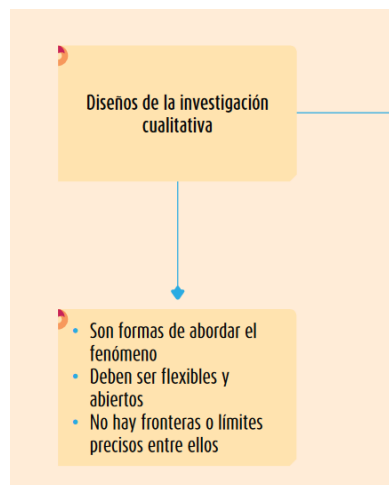 Diseños de la investigación
cualitativa
• Son formas de abordar el
fenómeno
• Deben ser flexibles y
abiertos
• No hay fronteras o límites
precisos entre ellos